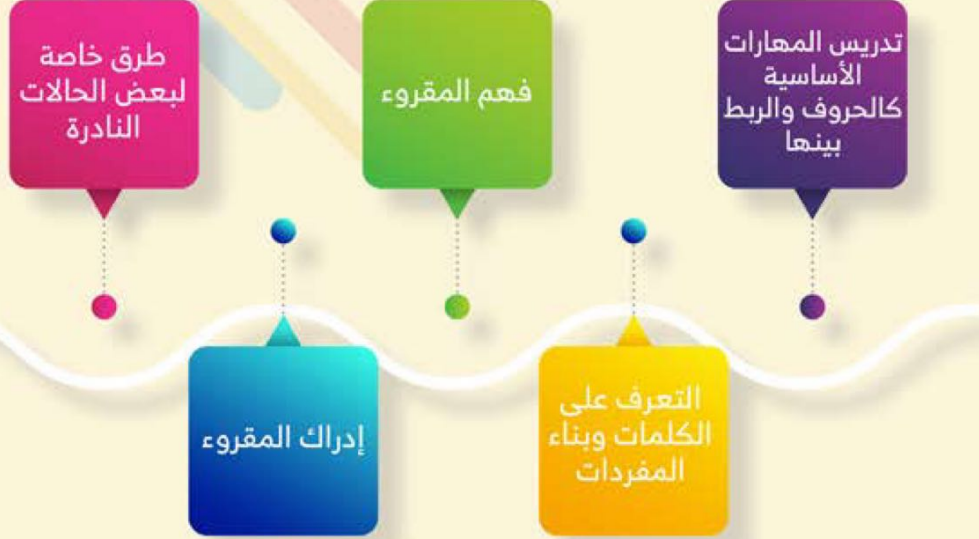 تدريس المهارات
الأساسية
كالحروف والربط
بينها
التعرف على
الكلمات وبناء
المفردات
فهم المقروء
إدراك المقروء
طرق خاصة
لبعض الحالات
النادرة